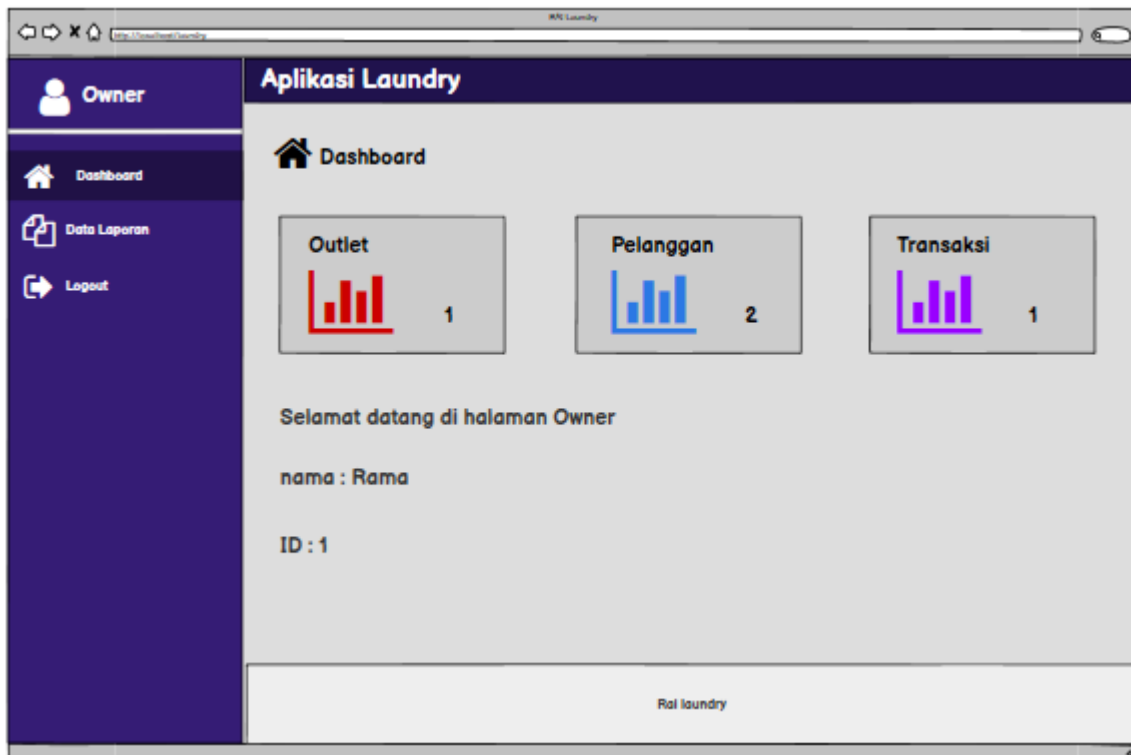 Laundry
Owner
Aplikasi Laundry
Dashboard
Dashboard
Data Laporan
Logout
Outlet
1
Pelanggan
2
Transaksi
1
Selamat datang di halaman Owner
nama : Rama
ID : 1
laundry